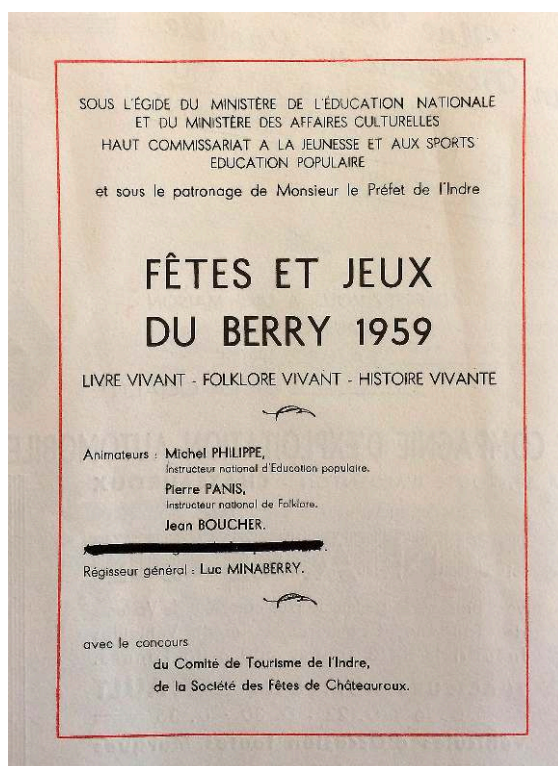 SOUS L'ÉGIDE DU MINISTÈRE DE L'ÉDUCATION NATIONALE
ET DU MINISTÈRE DES AFFAIRES CULTURELLES
HAUT COMMISSARIAT A LA JEUNESSE ET AUX SPORTS
EDUCATION POPULAIRE
et sous le patronage de Monsieur le Préfet de l'Indre
FÊTES ET JEUX
DU BERRY 1959
LIVRE VIVANT - FOLKLORE VIVANT - HISTOIRE VIVANTE
Animateurs : Michel PHILIPPE,
Instructeur national d'Education populaire.
Pierre PANIS,
Instructeur national de Folklore.
Jean BOUCHER.
Régisseur général : Luc MINABERRY.
avec le concours
du Comité de Tourisme de l'Indre,
de la Société des Fêtes de Châteauroux.